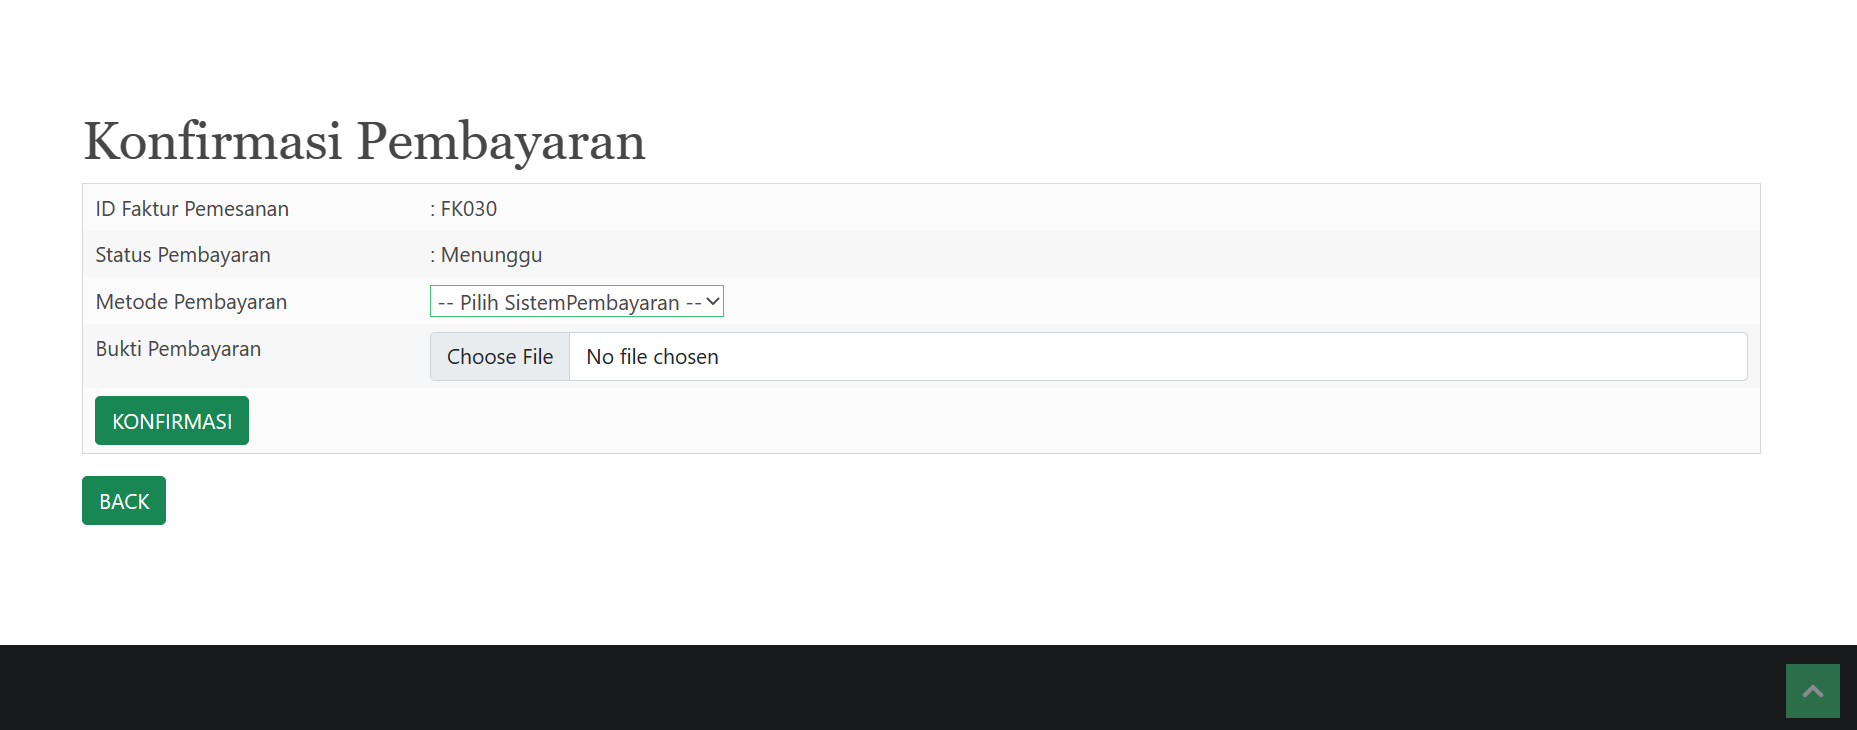 Konfirmasi Pembayaran
ID Faktur Pemesanan : FK030
Status Pembayaran : Menunggu
Metode Pembayaran -- Pilih SistemPembayaran --
Bukti Pembayaran Choose File No file chosen
KONFIRMASI
BACK